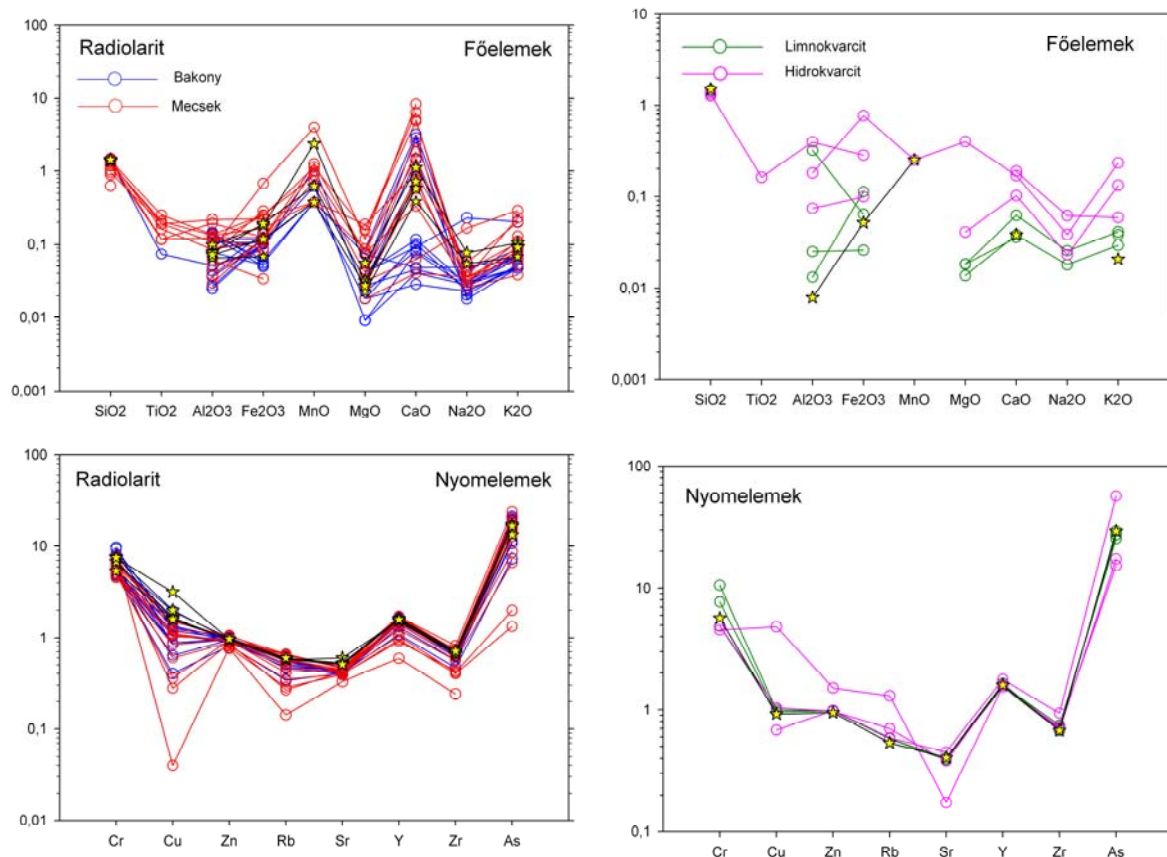 Radiolarit
Főelemek
Bakony
Mecsek
100
10
1
0,1
0,01
0,001
SiO2 TiO2 Al2O3 Fe2O3 MnO MgO CaO Na2O K2O
Limnokvarcit
Hidrokvarcit
Főelemek
10
1
0,1
0,01
0,001
SiO2 TiO2 Al2O3 Fe2O3 MnO MgO CaO Na2O K2O
Radiolarit
Nyomelemek
100
10
1
0,1
0,01
Cr Cu Zn Rb Sr Y Zr As
Nyomelemek
100
10
1
0,1
Cr Cu Zn Rb Sr Y Zr As